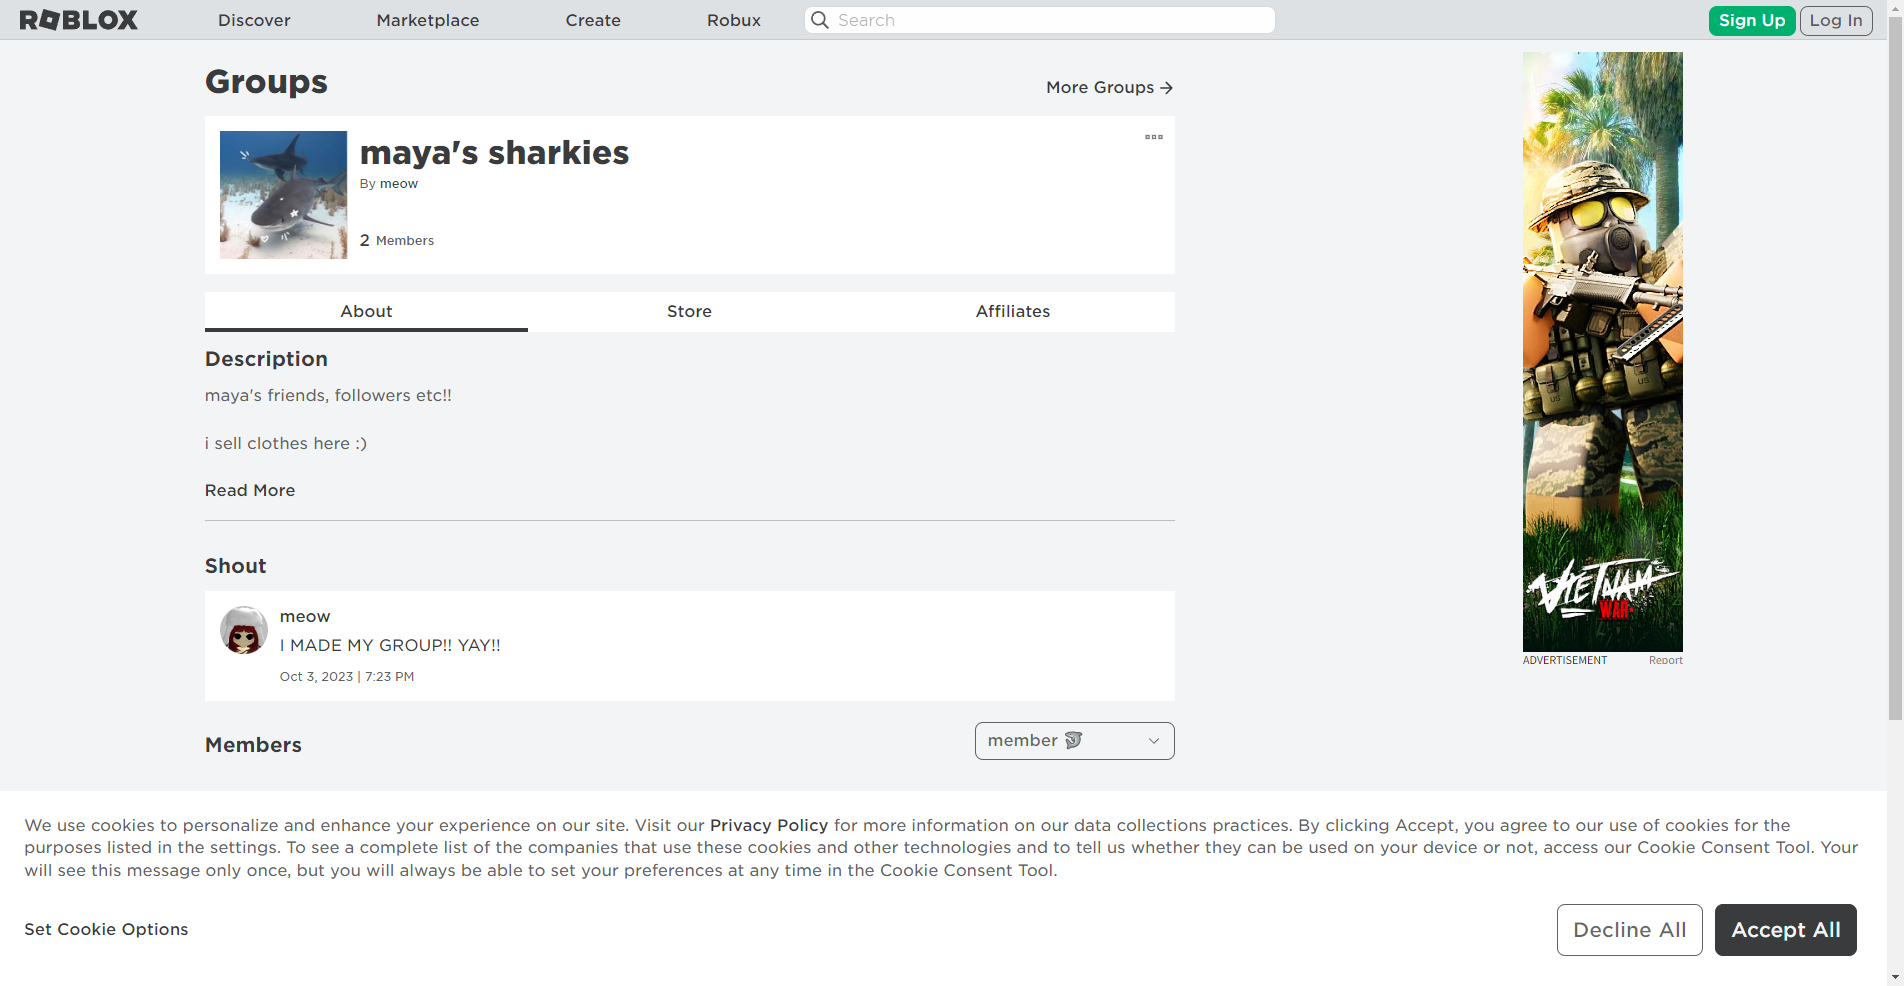 ROBLOX
Discover
Marketplace
Create
Robux
Search
Sign Up
Log In
Groups
More Groups →
maya's sharkies
By meow
2 Members
About
Store
Affiliates
Description
maya's friends, followers etc!!
i sell clothes here :)
Read More
Shout
meow
I MADE MY GROUP!! YAY!!
Oct 3, 2023 | 7:23 PM
Members
member
US
US
VIETNAM
WAR
ADVERTISEMENT
Report
We use cookies to personalize and enhance your experience on our site. Visit our Privacy Policy for more information on our data collections practices. By clicking Accept, you agree to our use of cookies for the
purposes listed in the settings. To see a complete list of the companies that use these cookies and other technologies and to tell us whether they can be used on your device or not, access our Cookie Consent Tool. Your
will see this message only once, but you will always be able to set your preferences at any time in the Cookie Consent Tool.
Set Cookie Options
Decline All
Accept All